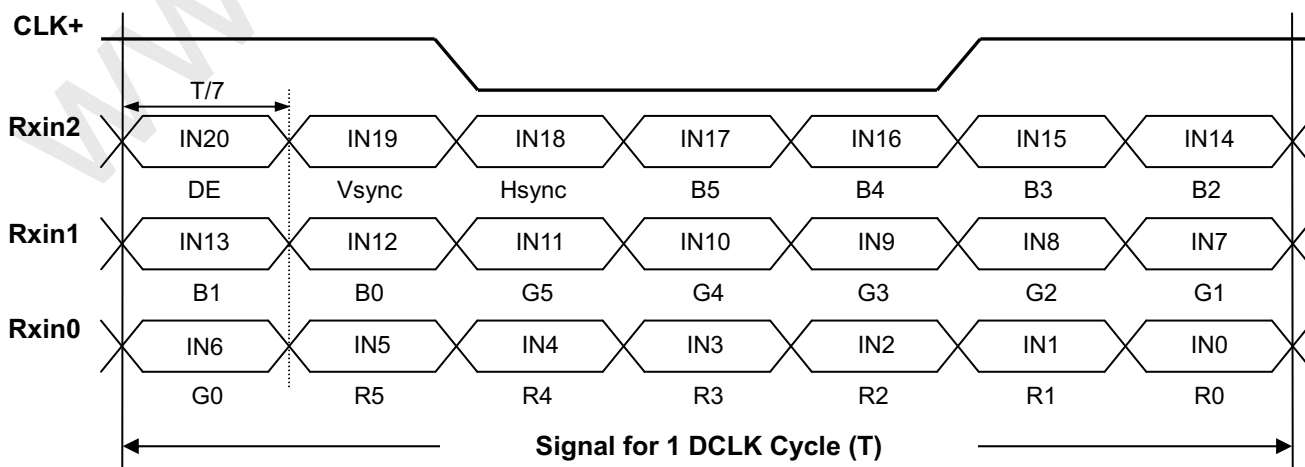 CLK+
T/7
Rxin2 IN20 IN19 IN18 IN17 IN16 IN15 IN14
DE Vsync Hsync B5 B4 B3 B2
Rxin1 IN13 IN12 IN11 IN10 IN9 IN8 IN7
B1 B0 G5 G4 G3 G2 G1
Rxin0 IN6 IN5 IN4 IN3 IN2 IN1 IN0
G0 R5 R4 R3 R2 R1 R0
Signal for 1 DCLK Cycle (T)